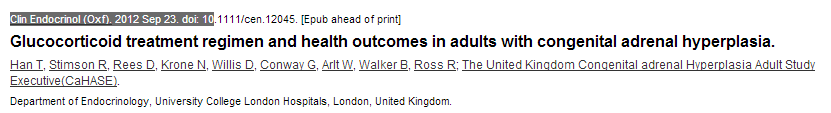 Clin Endocrinol (Oxf). 2012 Sep 23. doi: 10.1111/cen.12045. [Epub ahead of print]
Glucocorticoid treatment regimen and health outcomes in adults with congenital adrenal hyperplasia.
Han T, Stimson R, Rees D, Krone N, Willis D, Conway G, Arlt W, Walker B, Ross R; The United Kingdom Congenital adrenal Hyperplasia Adult Study
Executive(CaHASE).
Department of Endocrinology, University College London Hospitals, London, United Kingdom.